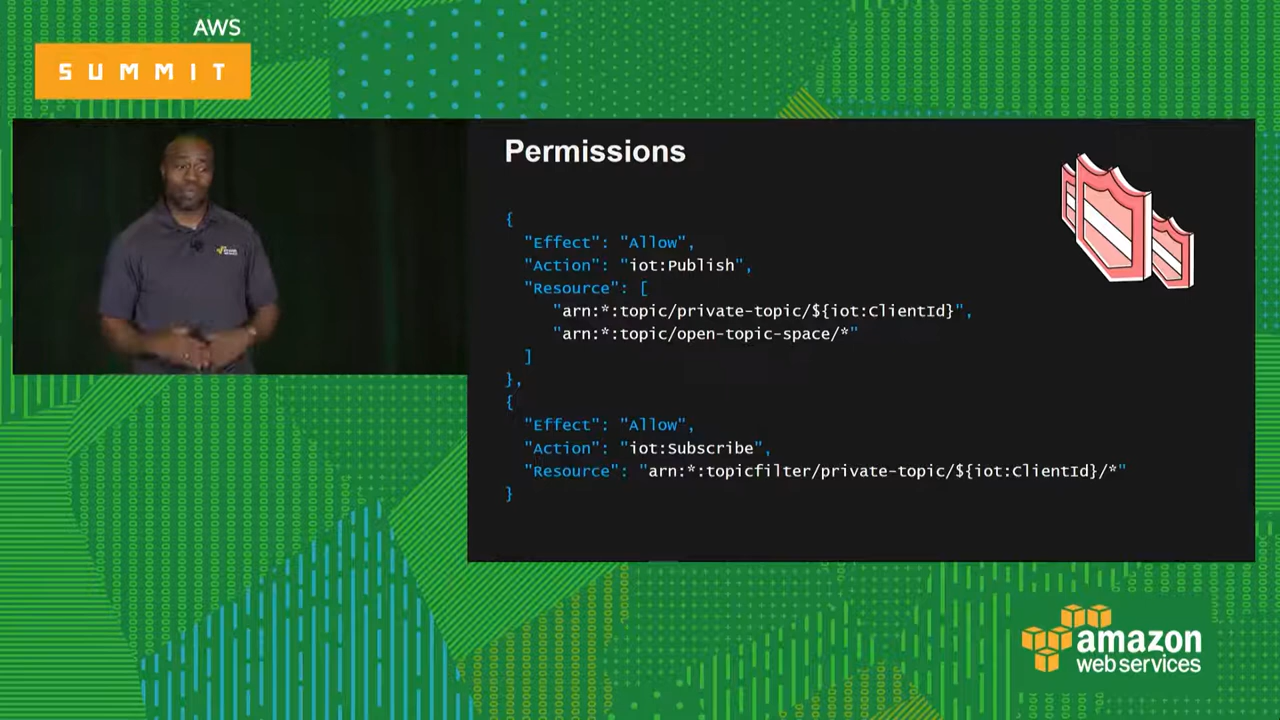 AWS
SUMMIT
Permissions
{
"Effect": "Allow",
"Action": "iot:Publish",
"Resource": [
"arn:*:topic/private-topic/${iot:ClientId}",
"arn:*:topic/open-topic-space/*"
]
},
{
"Effect": "Allow",
"Action": "iot:Subscribe",
"Resource": "arn:*:topicfilter/private-topic/${iot:ClientId}/*"
}
amazon
web services